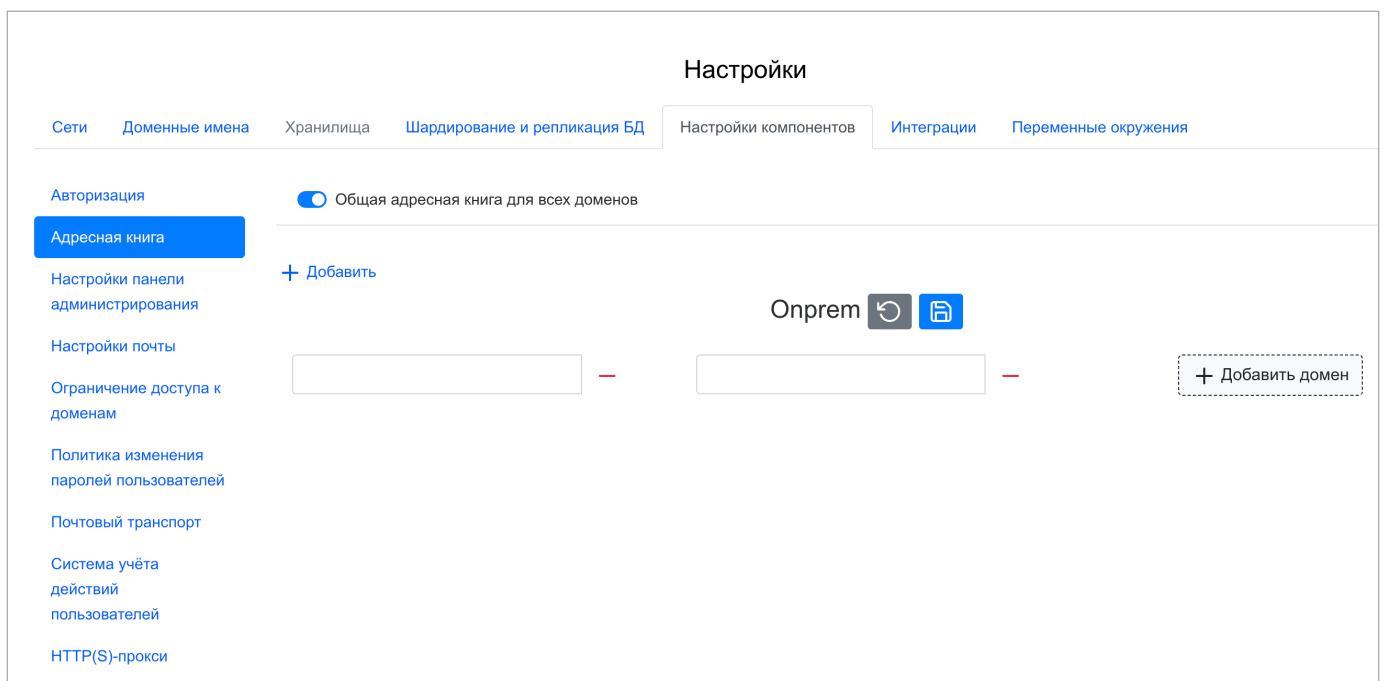 Настройки
Сети
Доменные имена
Хранилища
Шардирование и репликация БД
Настройки компонентов
Интеграции
Переменные окружения
Авторизация
Адресная книга
Настройки панели
администрирования
Настройки почты
Ограничение доступа к
доменам
Политика изменения
паролей пользователей
Почтовый транспорт
Система учёта
действий
пользователей
HTTP(S)-прокси
Общая адресная книга для всех доменов
Добавить
Onprem
Добавить домен